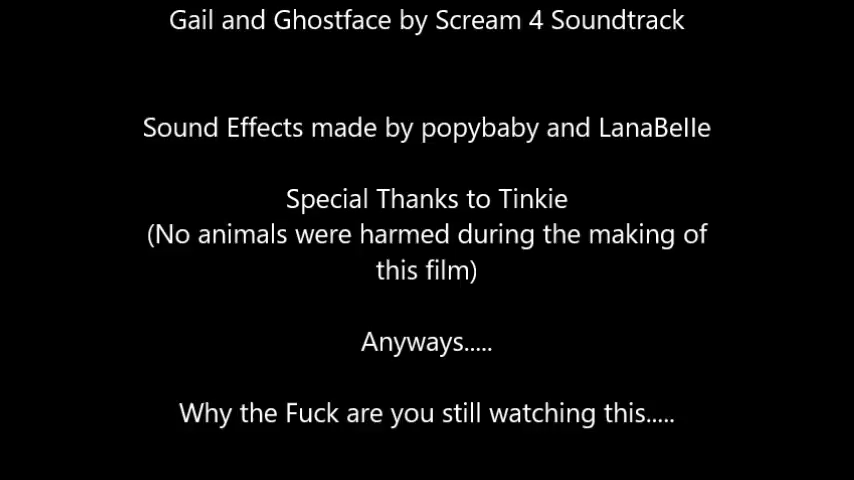 Gail and Ghostface by Scream 4 Soundtrack
Sound Effects made by popybaby and LanaBelle
Special Thanks to Tinkie
(No animals were harmed during the making of
this film)
Anyways.....
Why the Fuck are you still watching this.....